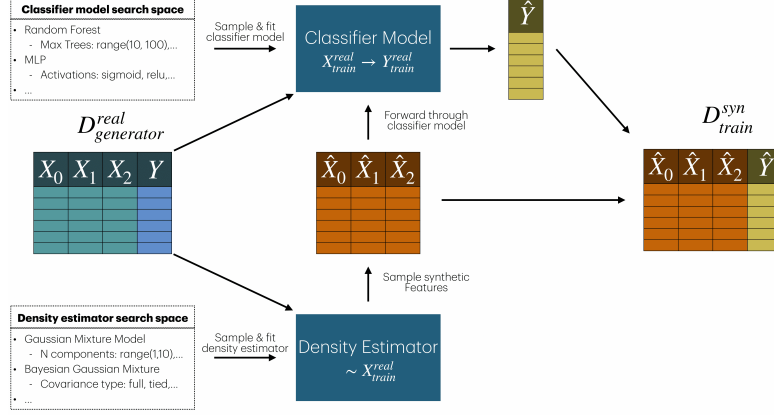 Classifier model search space
• Random Forest
- Max Trees: range(10, 100),...
• MLP
- Activations: sigmoid, relu,...
• ...
Sample & fit
classifier model
Classifier Model
X^{real}_{train} → Y^{real}_{train}
Ŷ
Forward through
classifier model
D^{real}_{generator}
X_0 X_1 X_2 Y
X̂_0 X̂_1 X̂_2
D^{syn}_{train}
X̂_0 X̂_1 X̂_2 Ŷ
Sample synthetic
Features
Density estimator search space
• Gaussian Mixture Model
- N components: range(1,10),...
• Bayesian Gaussian Mixture
- Covariance type: full, tied,...
• ...
Sample & fit
density estimator
Density Estimator
~ X^{real}_{train}